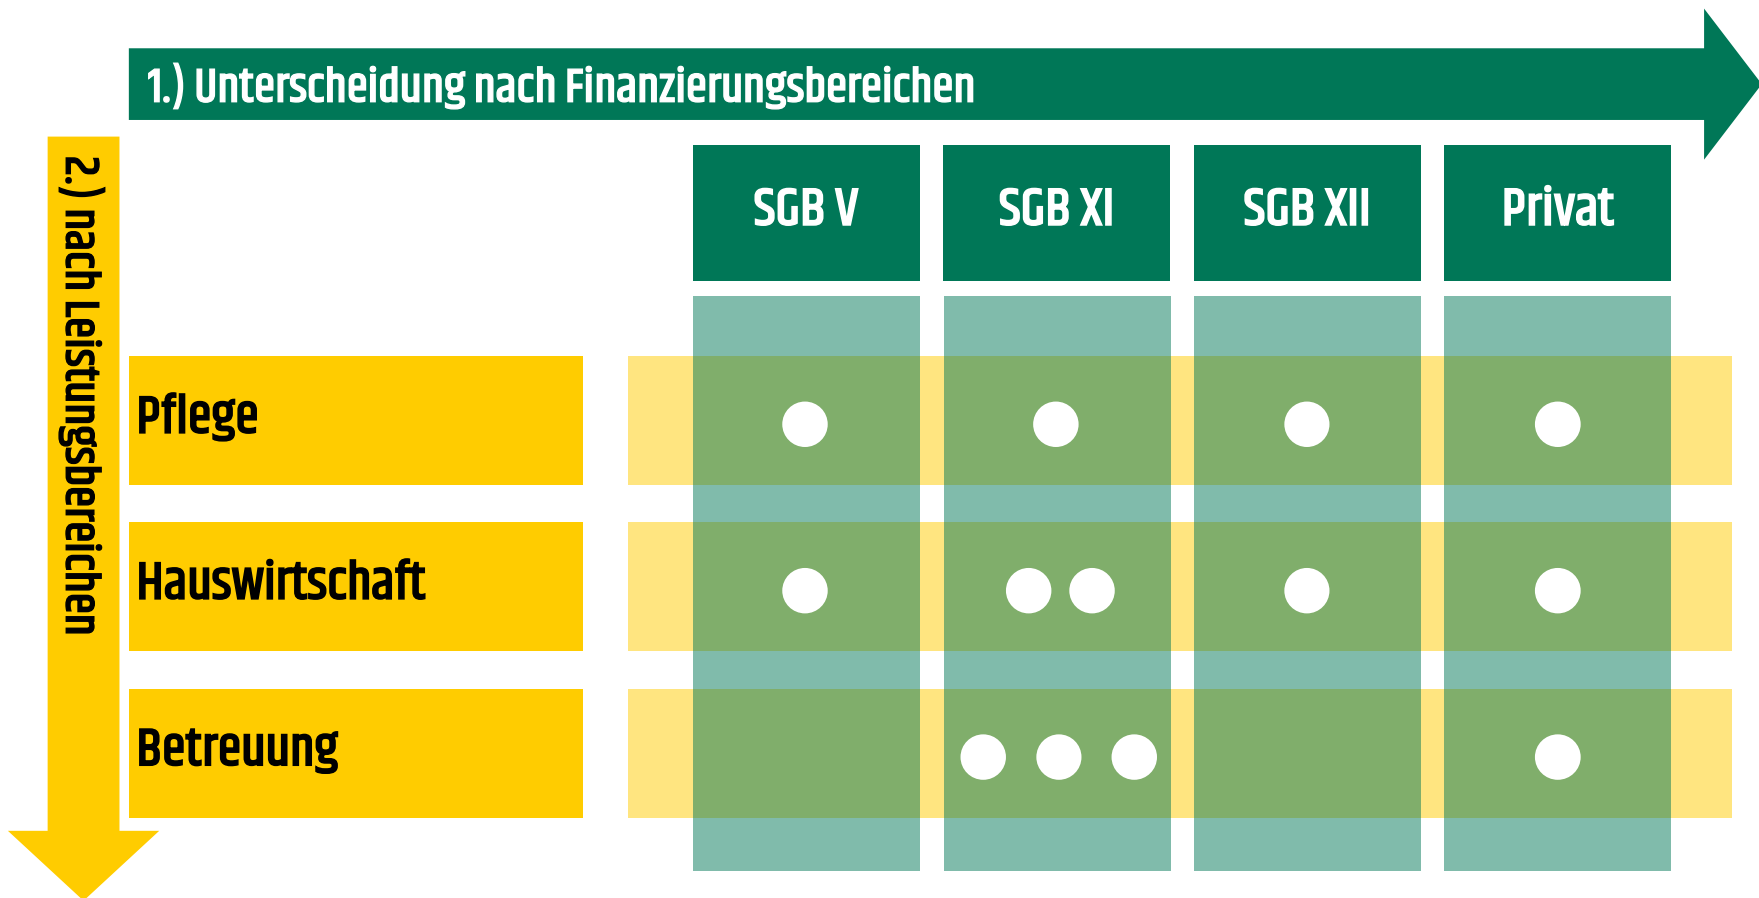 1.) Unterscheidung nach Finanzierungsbereichen
2.) nach Leistungsbereichen
SGB V
SGB XI
SGB XII
Privat
Pflege
Hauswirtschaft
Betreuung